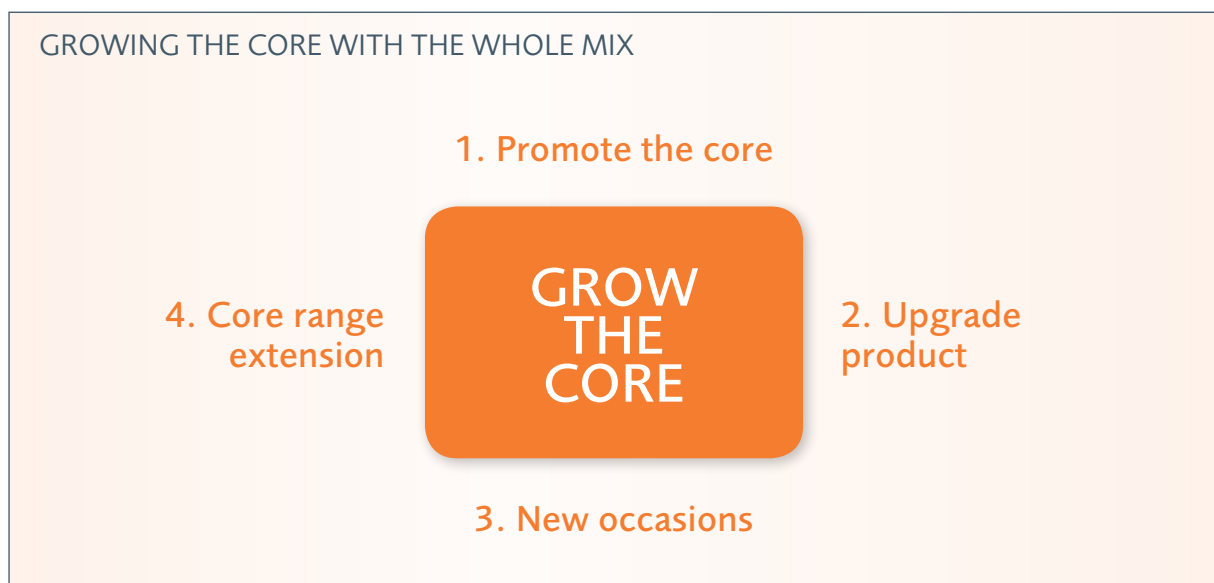 GROWING THE CORE WITH THE WHOLE MIX
1. Promote the core
GROW
THE
CORE
2. Upgrade
product
3. New occasions
4. Core range
extension